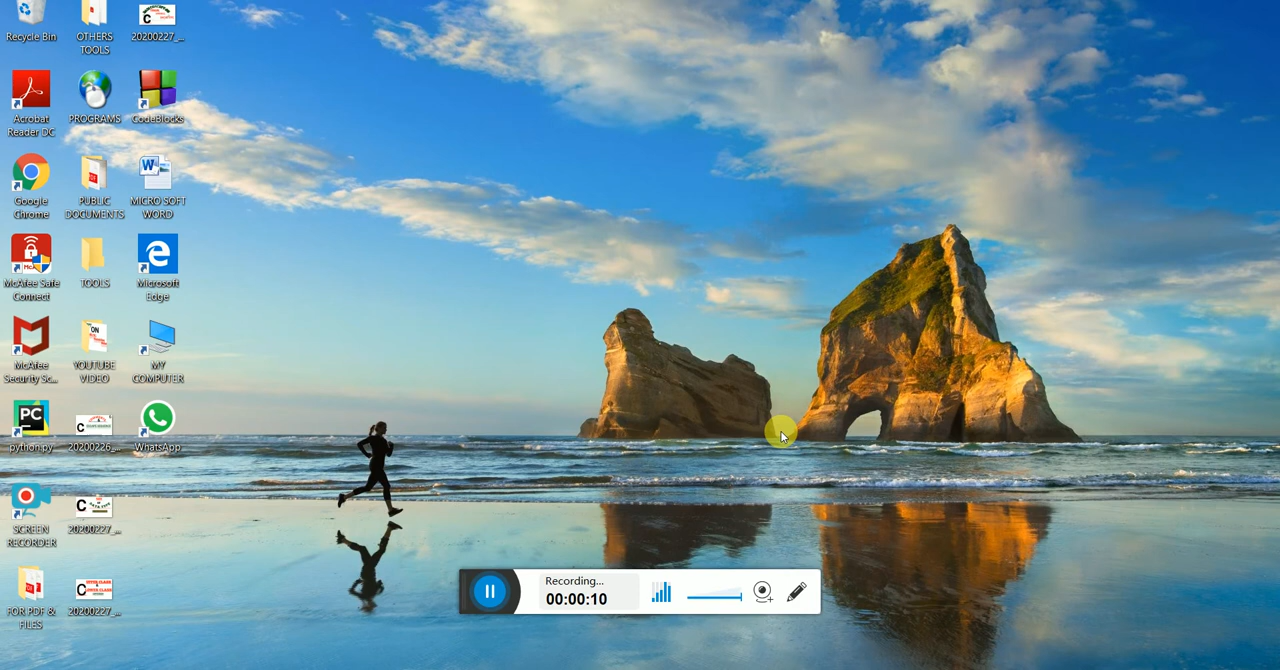 Recycle Bin
OTHERS
TOOLS
20200227_...
Acrobat
Reader DC
PROGRAMS
CodeBlocks
Google
Chrome
PUBLIC
DOCUMENTS
MICRO SOFT
WORD
McAfee Safe
Connect
TOOLS
Microsoft
Edge
McAfee
Security Sc...
ON
YOUTUBE
VIDEO
MY
COMPUTER
PC
python.py
C
20200226_...
WhatsApp
SCREEN
RECORDER
C
20200227_...
FOR PDF &
FILES
C
20200227_...
Recording...
00:00:10